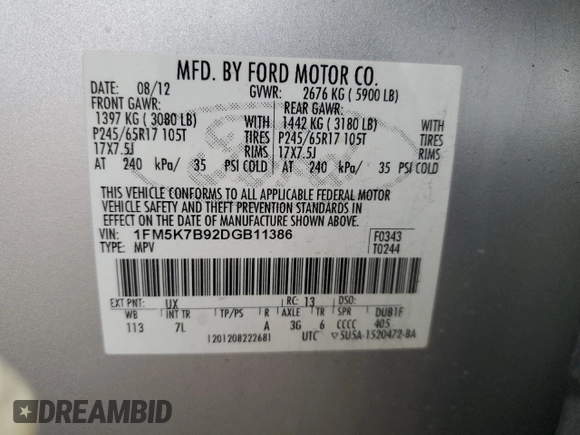 MFD. BY FORD MOTOR CO.
DATE: 08/12 GVWR: 2676 KG ( 5900 LB)
FRONT GAWR: REAR GAWR:
1397 KG ( 3080 LB) WITH 1442 KG ( 3180 LB) WITH
P245/65R17 105T TIRES P245/65R17 105T TIRES
17X7.5J RIMS 17X7.5J RIMS
AT 240 kPa/ 35 PSI COLD AT 240 kPa/ 35 PSI COLD
THIS VEHICLE CONFORMS TO ALL APPLICABLE FEDERAL MOTOR
VEHICLE SAFETY AND THEFT PREVENTION STANDARDS IN
EFFECT ON THE DATE OF MANUFACTURE SHOWN ABOVE.
VIN: 1FM5K7B92DGB11386 F0343
TYPE: MPV T0244
EXT PNT: UX RC: 13 DSO:
WB INT TR TP/PS R AXLE TR SPR DUB1F
113 7L A 3G 6 CCCC 405
1201208222681 UTC ▽5U5A-1520472-BA
DREAMBID